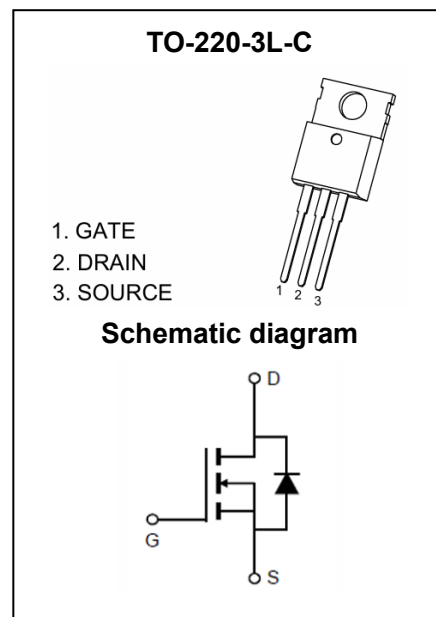 TO-220-3L-C
1. GATE
2. DRAIN
3. SOURCE
1 2 3
Schematic diagram
D
G
S